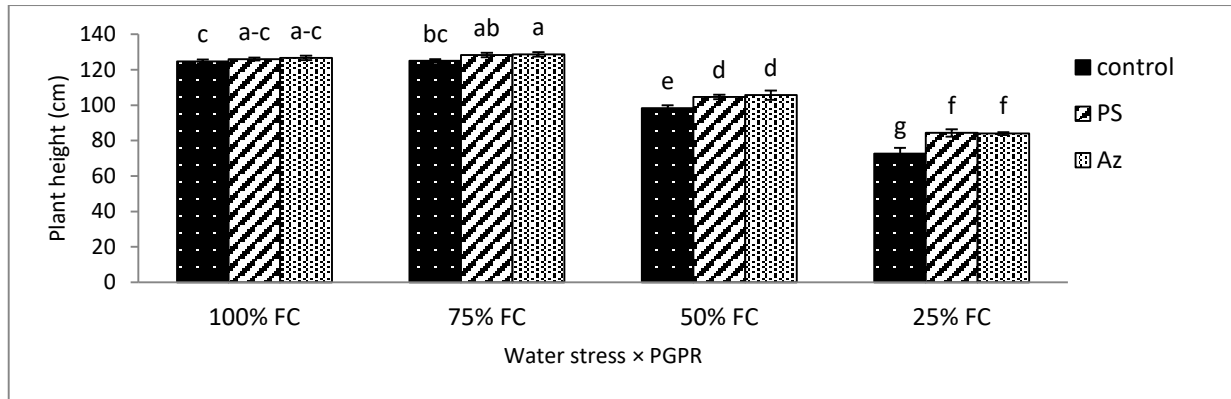 140
120
100
80
60
40
20
0
Plant height (cm)
c a-c a-c bc ab a e d d g f f
100% FC 75% FC 50% FC 25% FC
Water stress × PGPR
control
PS
Az